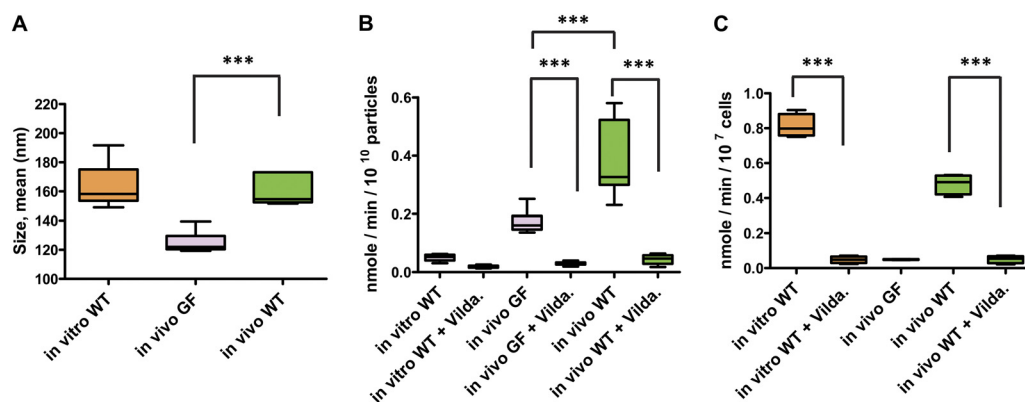 A
***
Size, mean (nm)
220
200
180
160
140
120
100
in vitro WT
in vivo GF
in vivo WT
B
***
***
***
nmole / min / 10 10 particles
0.6
0.4
0.2
0.0
in vitro WT
in vitro WT + Vilda.
in vivo GF
in vivo GF + Vilda.
in vivo WT
in vivo WT + Vilda.
C
***
***
nmole / min / 10 7 cells
1.0
0.8
0.6
0.4
0.2
0.0
in vitro WT
in vitro WT + Vilda.
in vivo GF
in vivo WT
in vivo WT + Vilda.